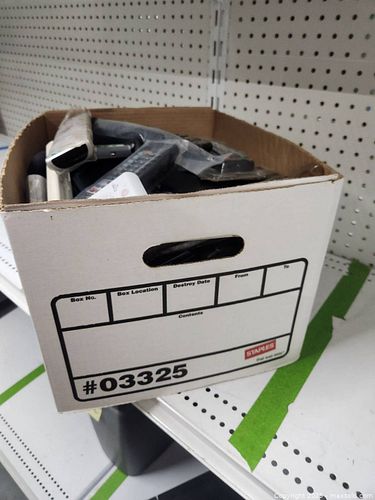 Box No. Box Location Destroy Date From To
Contents
STAPLES
#03325